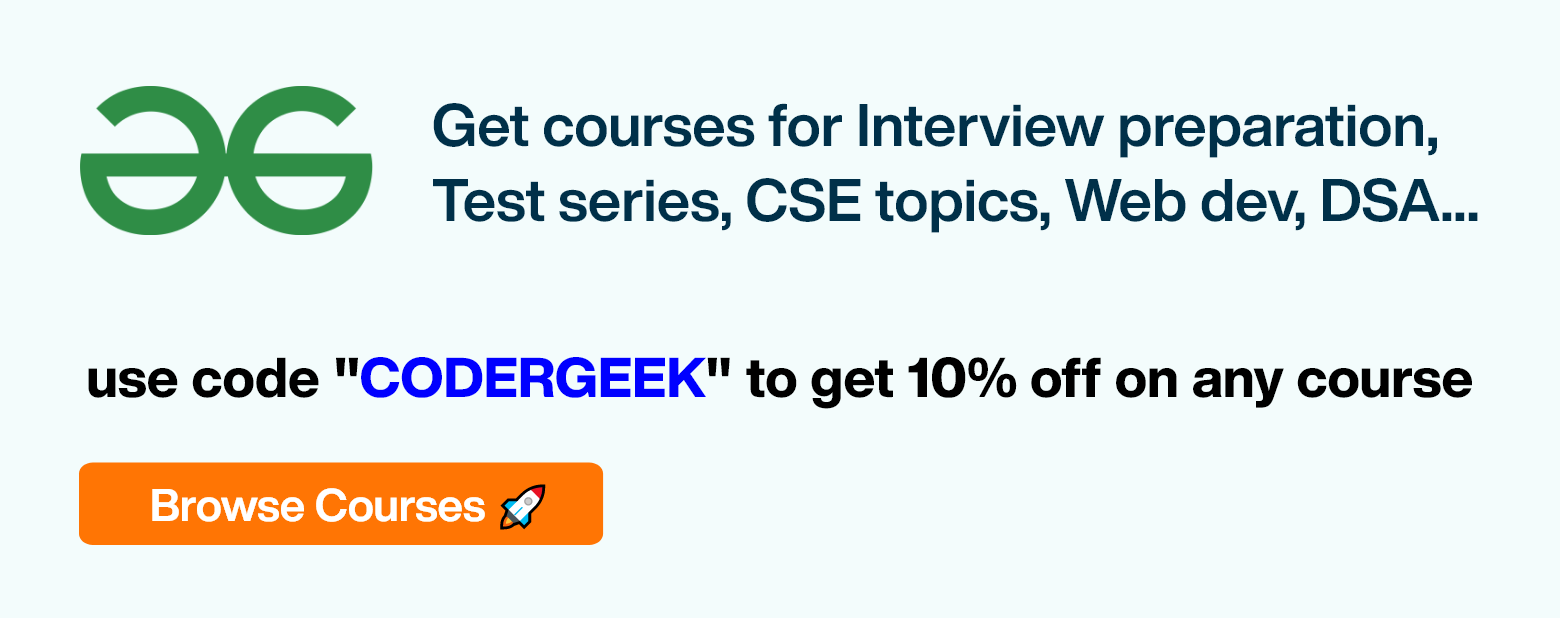 Get courses for Interview preparation,
Test series, CSE topics, Web dev, DSA...
use code "CODERGEEK" to get 10% off on any course
Browse Courses 🚀